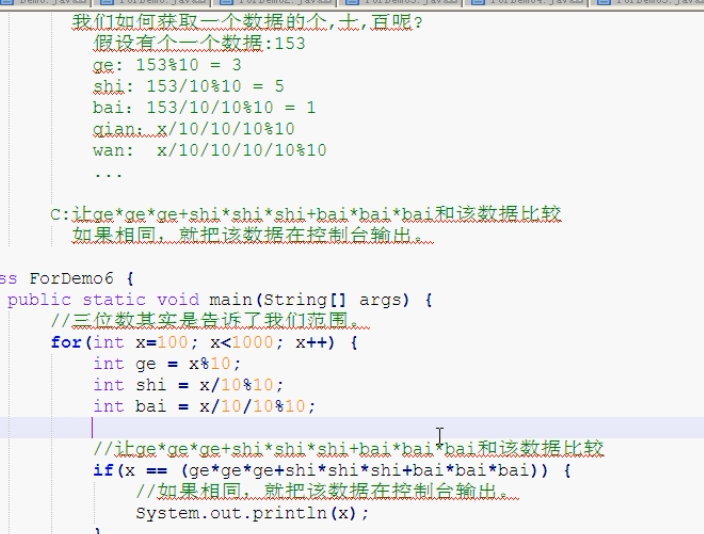 我们如何获取一个数据的个,十,百呢?
假设有个一个数据:153
ge: 153%10 = 3
shi: 153/10%10 = 5
bai: 153/10/10%10 = 1
qian: x/10/10/10%10
wan: x/10/10/10/10%10
...
C:让ge*ge*ge+shi*shi*shi+bai*bai*bai和该数据比较
如果相同，就把该数据在控制台输出。
ss ForDemo6 {
public static void main(String[] args) {
//三位数其实是告诉了我们范围。
for(int x=100; x<1000; x++) {
int ge = x%10;
int shi = x/10%10;
int bai = x/10/10%10;
//让ge*ge*ge+shi*shi*shi+bai*bai*bai和该数据比较
if(x == (ge*ge*ge+shi*shi*shi+bai*bai*bai)) {
//如果相同，就把该数据在控制台输出。
System.out.println(x);
}